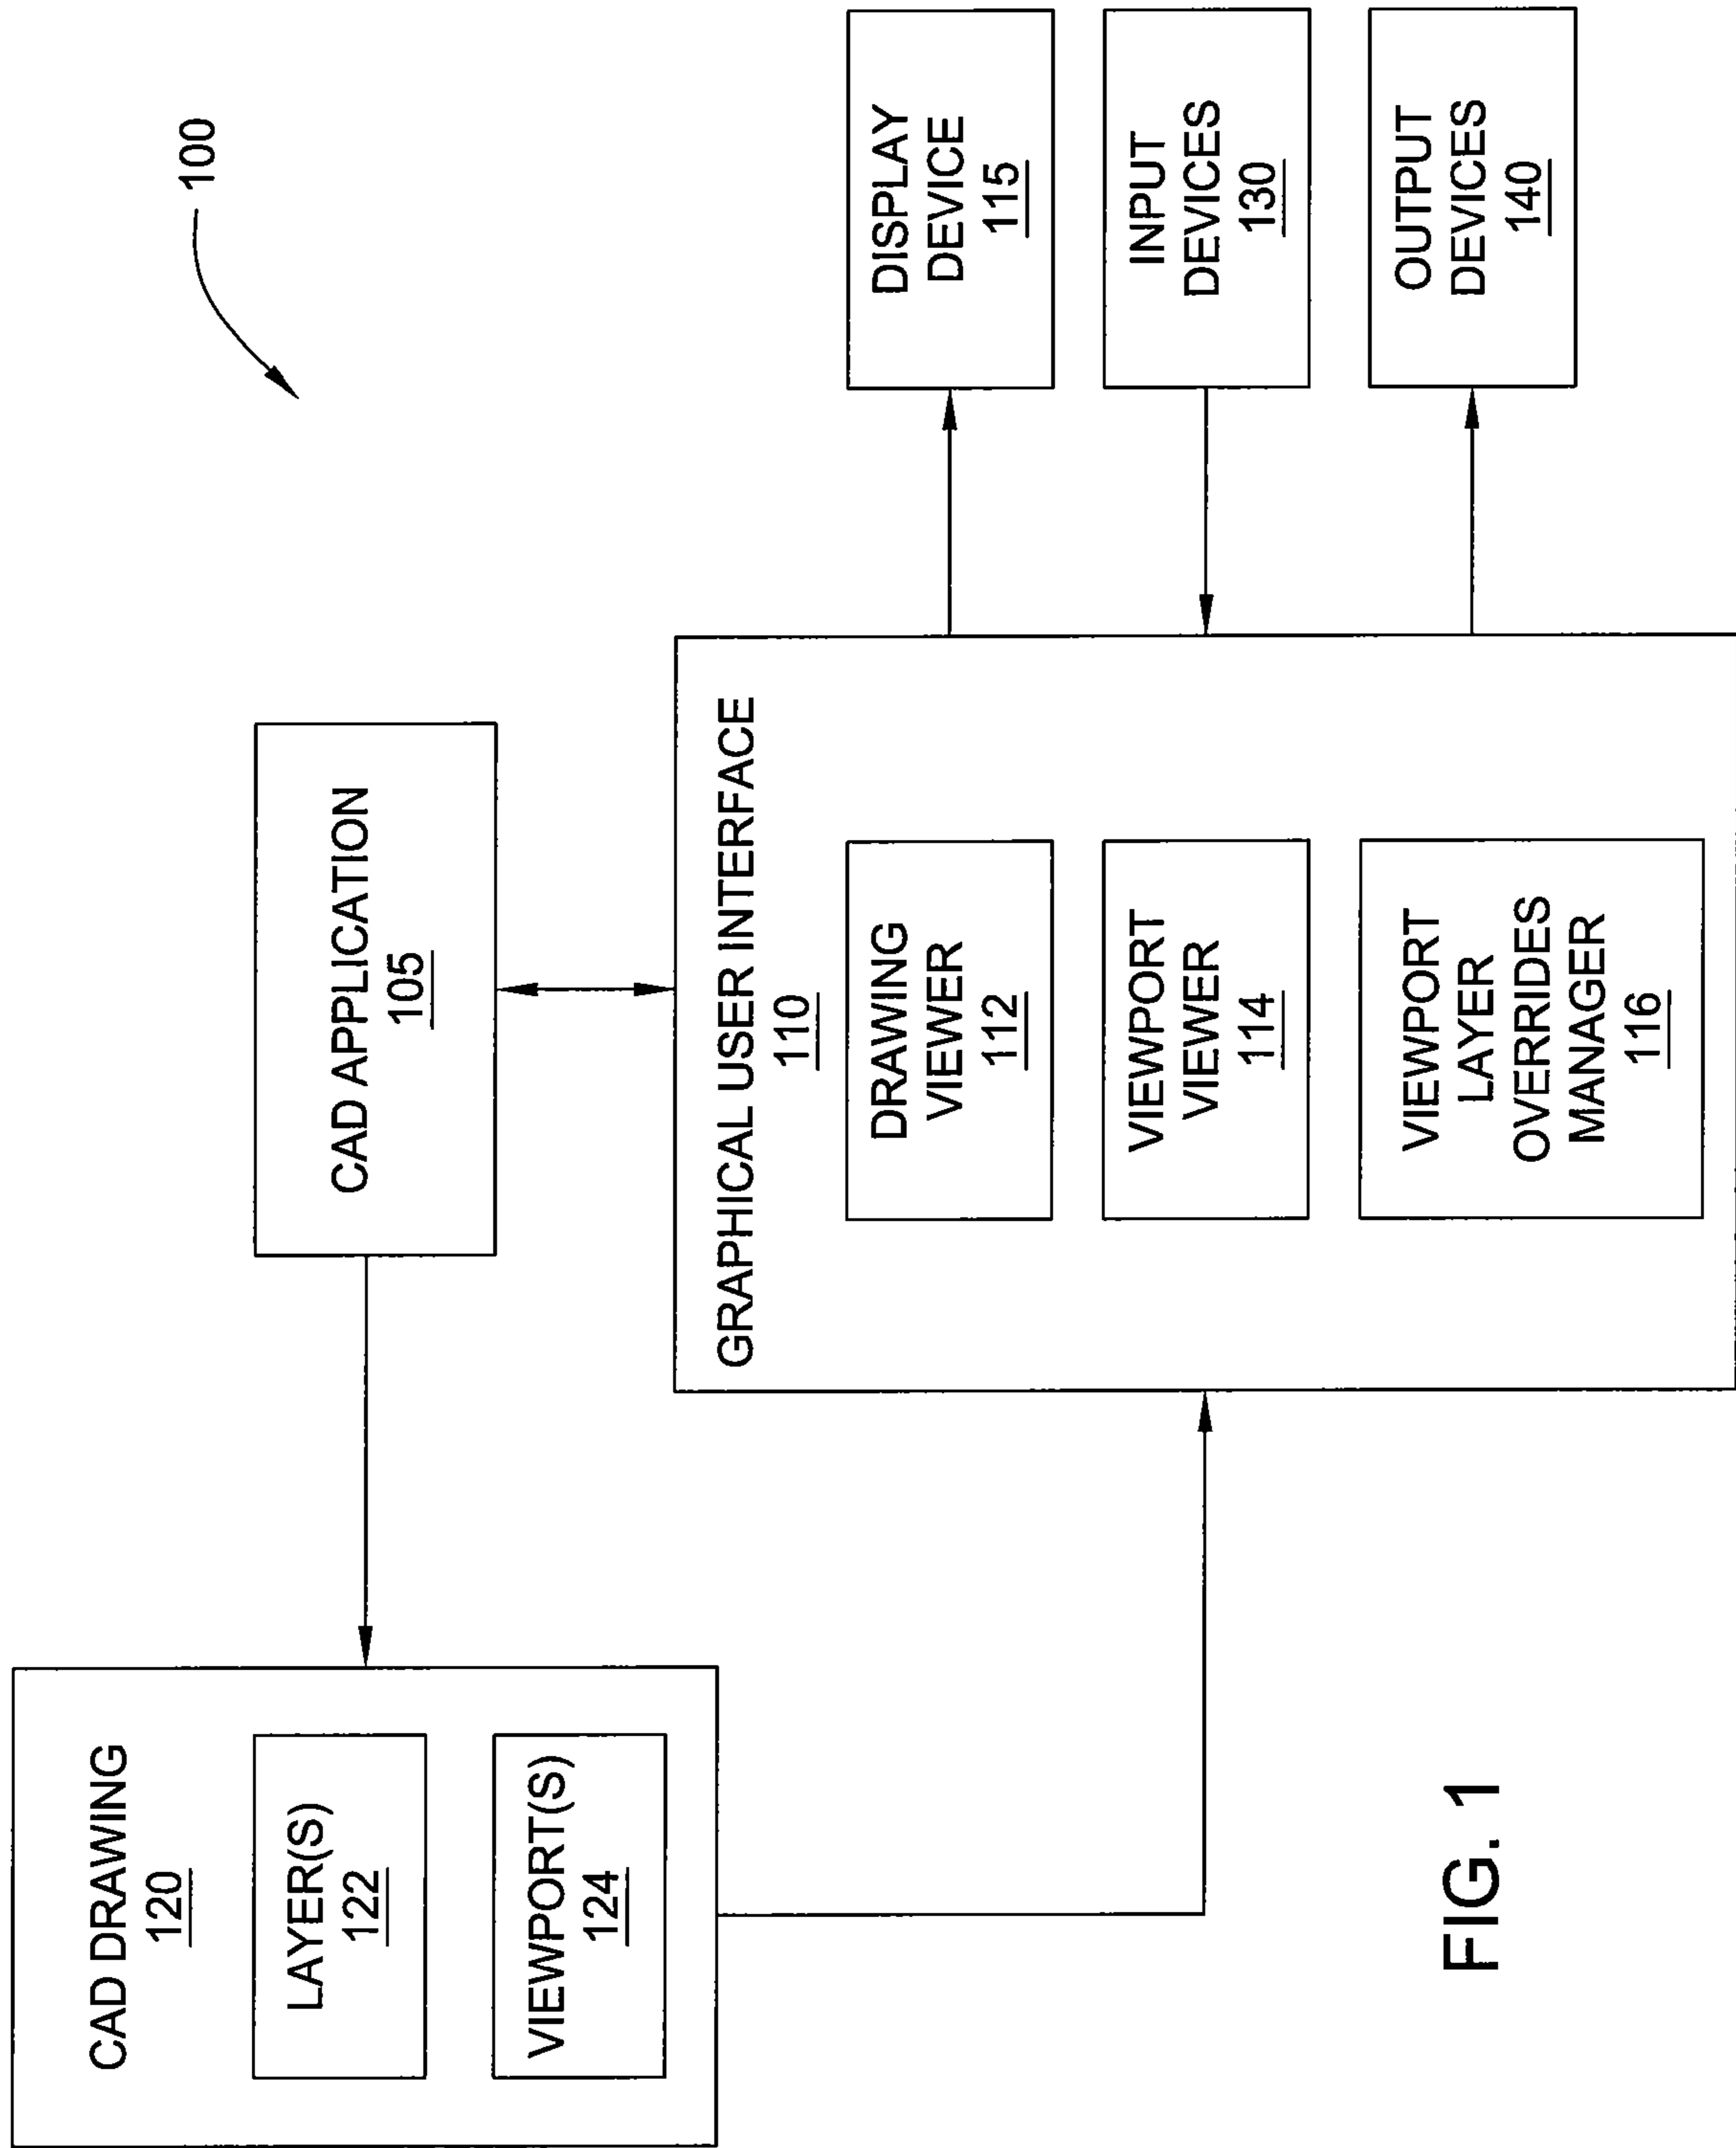 100
CAD DRAWING
120
LAYER(S)
122
VIEWPORT(S)
124
CAD APPLICATION
105
GRAPHICAL USER INTERFACE
110
DRAWING
VIEWER
112
VIEWPORT
VIEWER
114
VIEWPORT
LAYER
OVERRIDES
MANAGER
116
DISPLAY
DEVICE
115
INPUT
DEVICES
130
OUTPUT
DEVICES
140
FIG. 1